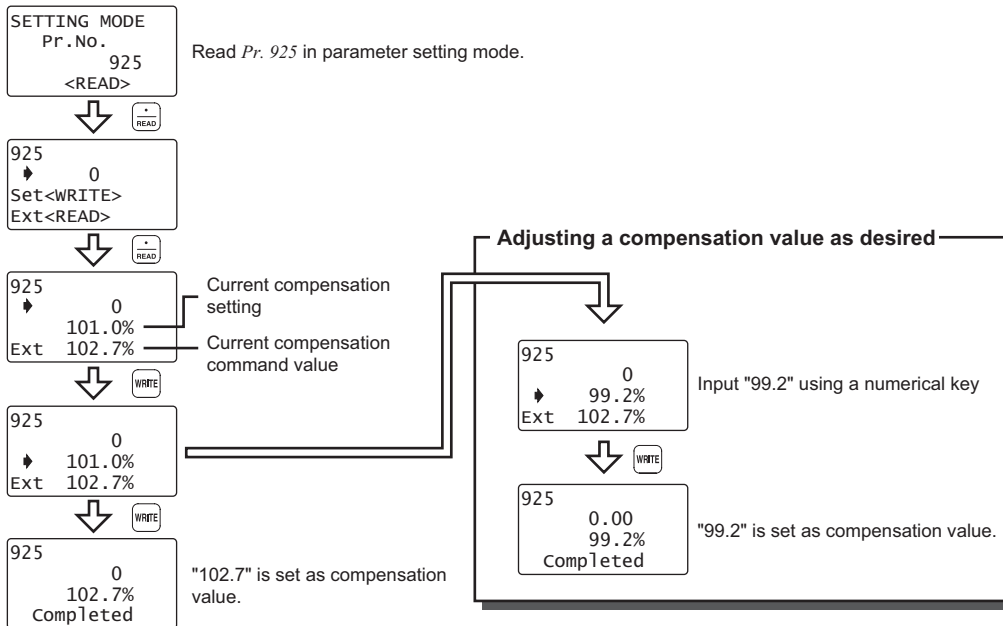 SETTING MODE
Pr.No.
925
<READ>
Read Pr. 925 in parameter setting mode.
READ
925
0
Set<WRITE>
Ext<READ>
READ
925
0
101.0%
Ext 102.7%
Current compensation
setting
Current compensation
command value
WRITE
925
0
101.0%
Ext 102.7%
WRITE
925
0
102.7%
Completed
"102.7" is set as compensation
value.
Adjusting a compensation value as desired
925
0
99.2%
Ext 102.7%
Input "99.2" using a numerical key
WRITE
925
0.00
99.2%
Completed
"99.2" is set as compensation value.